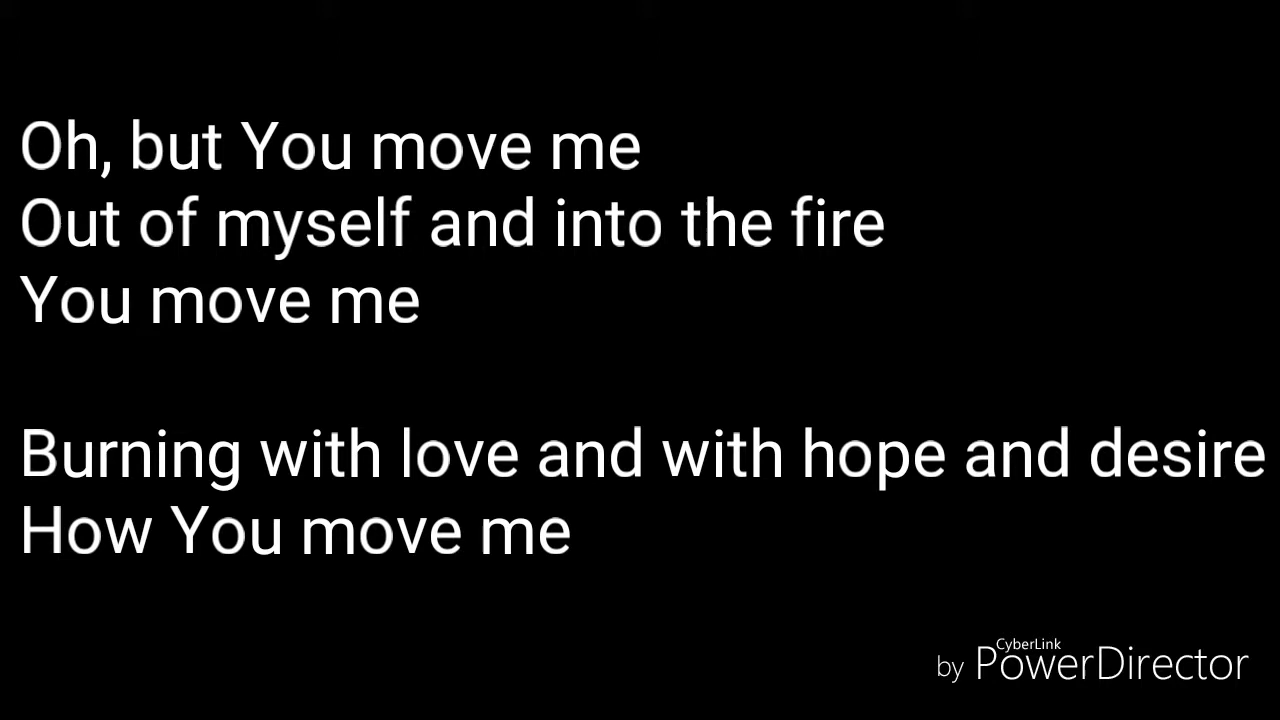 Oh, but You move me
Out of myself and into the fire
You move me
Burning with love and with hope and desire
How You move me
CyberLink
by PowerDirector